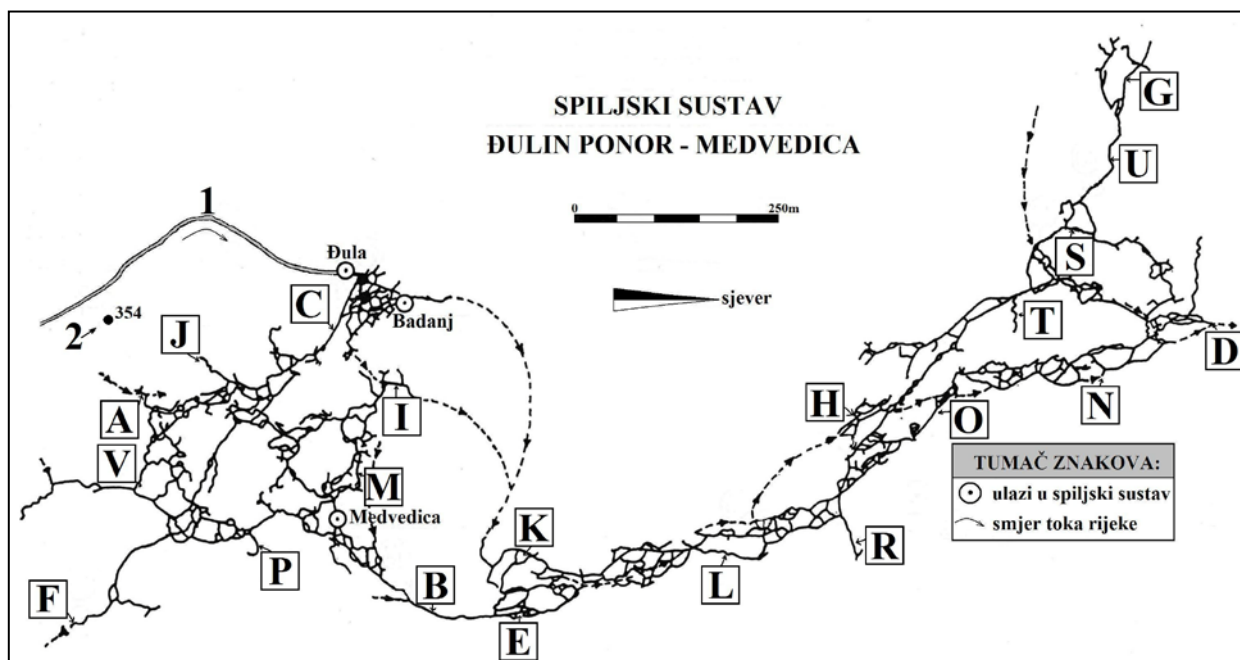 SPILJSKI SUSTAV
ĐULIN PONOR - MEDVEDICA
0 250m
sjever
1
2
354
Đula
Badanj
C
J
A
V
I
M
Medvedica
P
F
B
K
E
L
R
H
O
N
D
T
S
U
G
TUMAČ ZNAKOVA:
ulazi u spiljski sustav
smjer toka rijeke